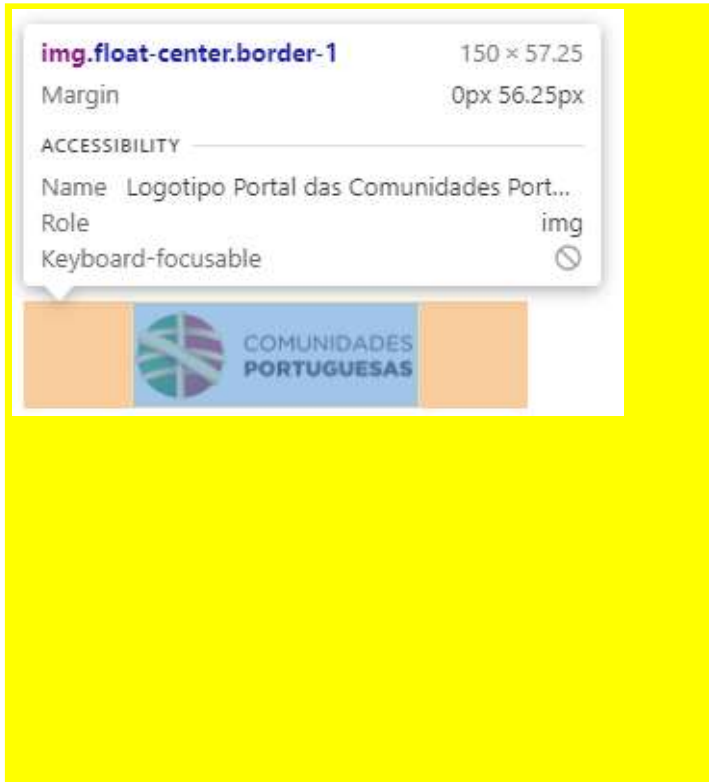 img.float-center.border-1 150 × 57.25
Margin 0px 56.25px
ACCESSIBILITY
Name Logotipo Portal das Comunidades Port...
Role img
Keyboard-focusable
COMUNIDADES
PORTUGUESAS